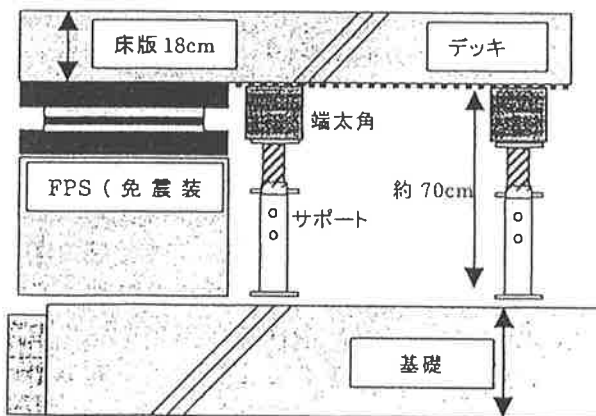 床版 18cm
デッキ
端太角
FPS ( 免 震 装
約 70cm
サポート
基礎